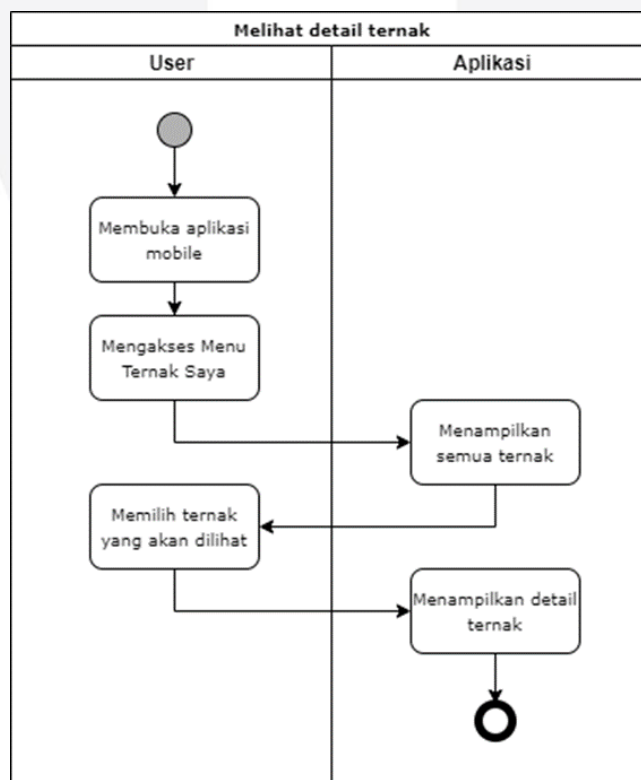 Melihat detail ternak
User
Aplikasi
Membuka aplikasi
mobile
Mengakses Menu
Ternak Saya
Menampilkan
semua ternak
Memilih ternak
yang akan dilihat
Menampilkan detail
ternak